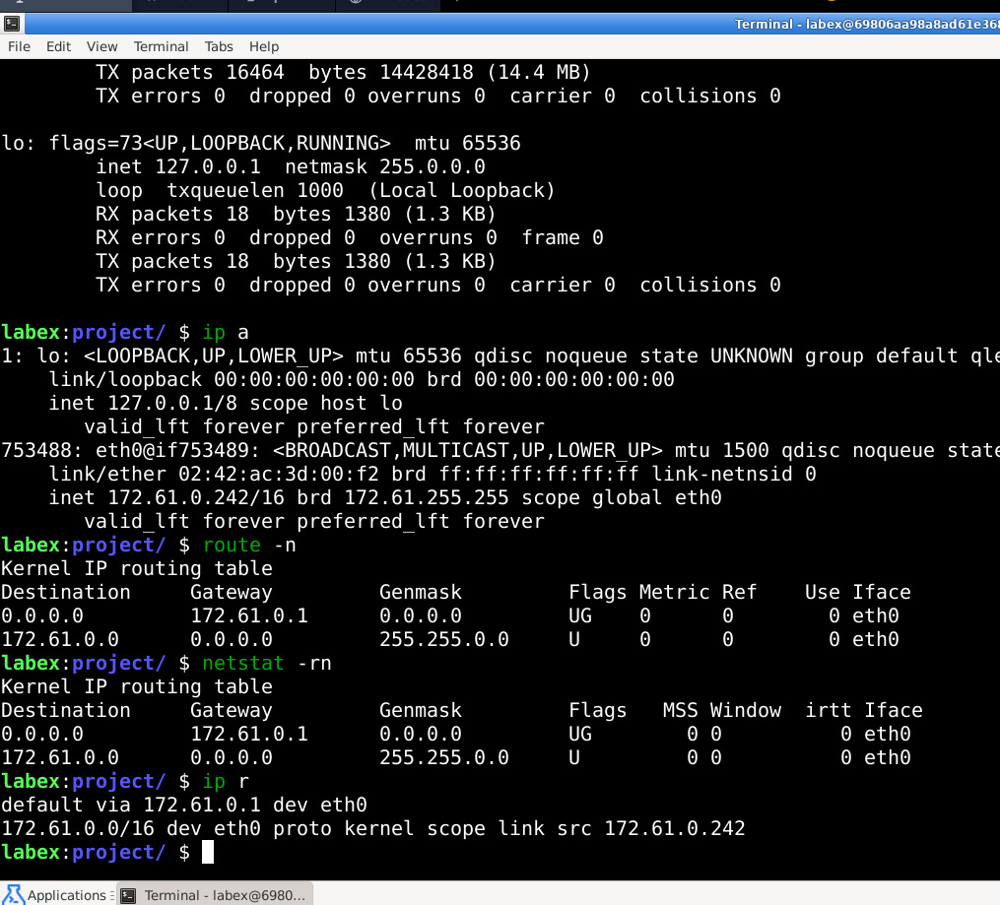 Terminal - labex@69806aa98a8ad61e368
File Edit View Terminal Tabs Help
TX packets 16464  bytes 14428418 (14.4 MB)
TX errors 0  dropped 0 overruns 0  carrier 0  collisions 0
lo: flags=73<UP,LOOPBACK,RUNNING>  mtu 65536
inet 127.0.0.1  netmask 255.0.0.0
loop  txqueuelen 1000  (Local Loopback)
RX packets 18  bytes 1380 (1.3 KB)
RX errors 0  dropped 0  overruns 0  frame 0
TX packets 18  bytes 1380 (1.3 KB)
TX errors 0  dropped 0 overruns 0  carrier 0  collisions 0
labex:project/ $ ip a
1: lo: <LOOPBACK,UP,LOWER_UP> mtu 65536 qdisc noqueue state UNKNOWN group default qle
link/loopback 00:00:00:00:00:00 brd 00:00:00:00:00:00
inet 127.0.0.1/8 scope host lo
valid_lft forever preferred_lft forever
753488: eth0@if753489: <BROADCAST,MULTICAST,UP,LOWER_UP> mtu 1500 qdisc noqueue state
link/ether 02:42:ac:3d:00:f2 brd ff:ff:ff:ff:ff:ff link-netnsid 0
inet 172.61.0.242/16 brd 172.61.255.255 scope global eth0
valid_lft forever preferred_lft forever
labex:project/ $ route -n
Kernel IP routing table
Destination     Gateway         Genmask         Flags Metric Ref    Use Iface
0.0.0.0         172.61.0.1      0.0.0.0         UG    0      0        0 eth0
172.61.0.0      0.0.0.0         255.255.0.0     U     0      0        0 eth0
labex:project/ $ netstat -rn
Kernel IP routing table
Destination     Gateway         Genmask         Flags   MSS Window  irtt Iface
0.0.0.0         172.61.0.1      0.0.0.0         UG        0 0          0 eth0
172.61.0.0      0.0.0.0         255.255.0.0     U         0 0          0 eth0
labex:project/ $ ip r
default via 172.61.0.1 dev eth0
172.61.0.0/16 dev eth0 proto kernel scope link src 172.61.0.242
labex:project/ $
Applications
Terminal - labex@6980...